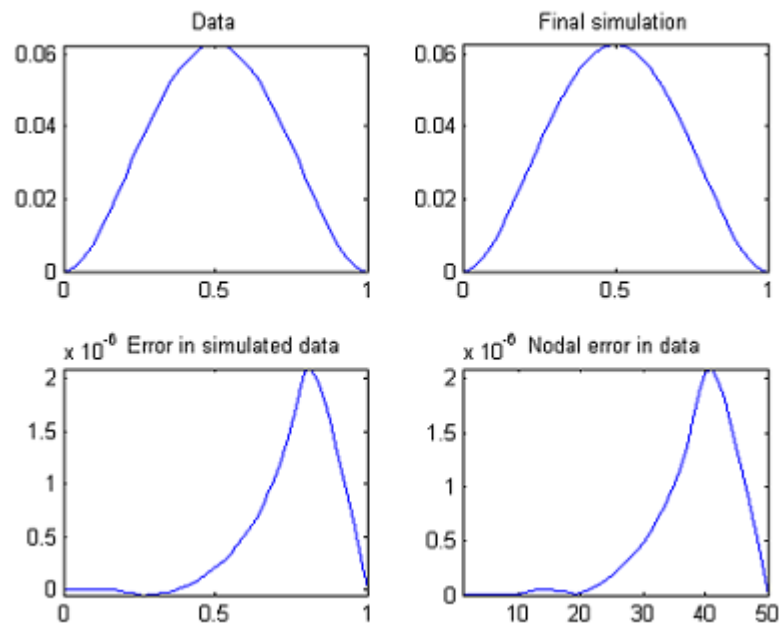 Data
0.06
0.04
0.02
0
0 0.5 1
Final simulation
0.06
0.04
0.02
0
0 0.5 1
x 10^-6 Error in simulated data
2
1.5
1
0.5
0
0 0.5 1
x 10^-6 Nodal error in data
2
1.5
1
0.5
0
10 20 30 40 50